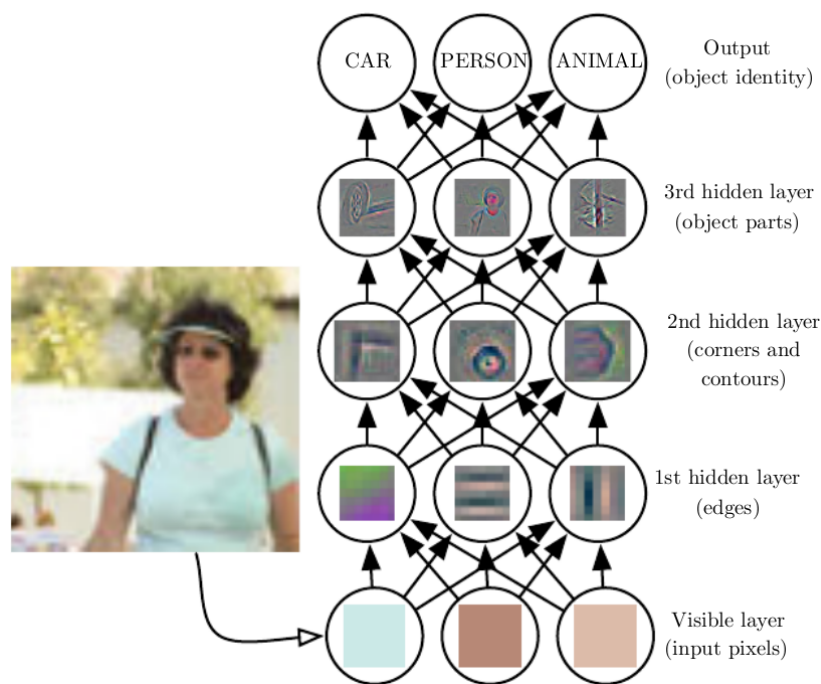 CAR
PERSON
ANIMAL
Output
(object identity)
3rd hidden layer
(object parts)
2nd hidden layer
(corners and
contours)
1st hidden layer
(edges)
Visible layer
(input pixels)